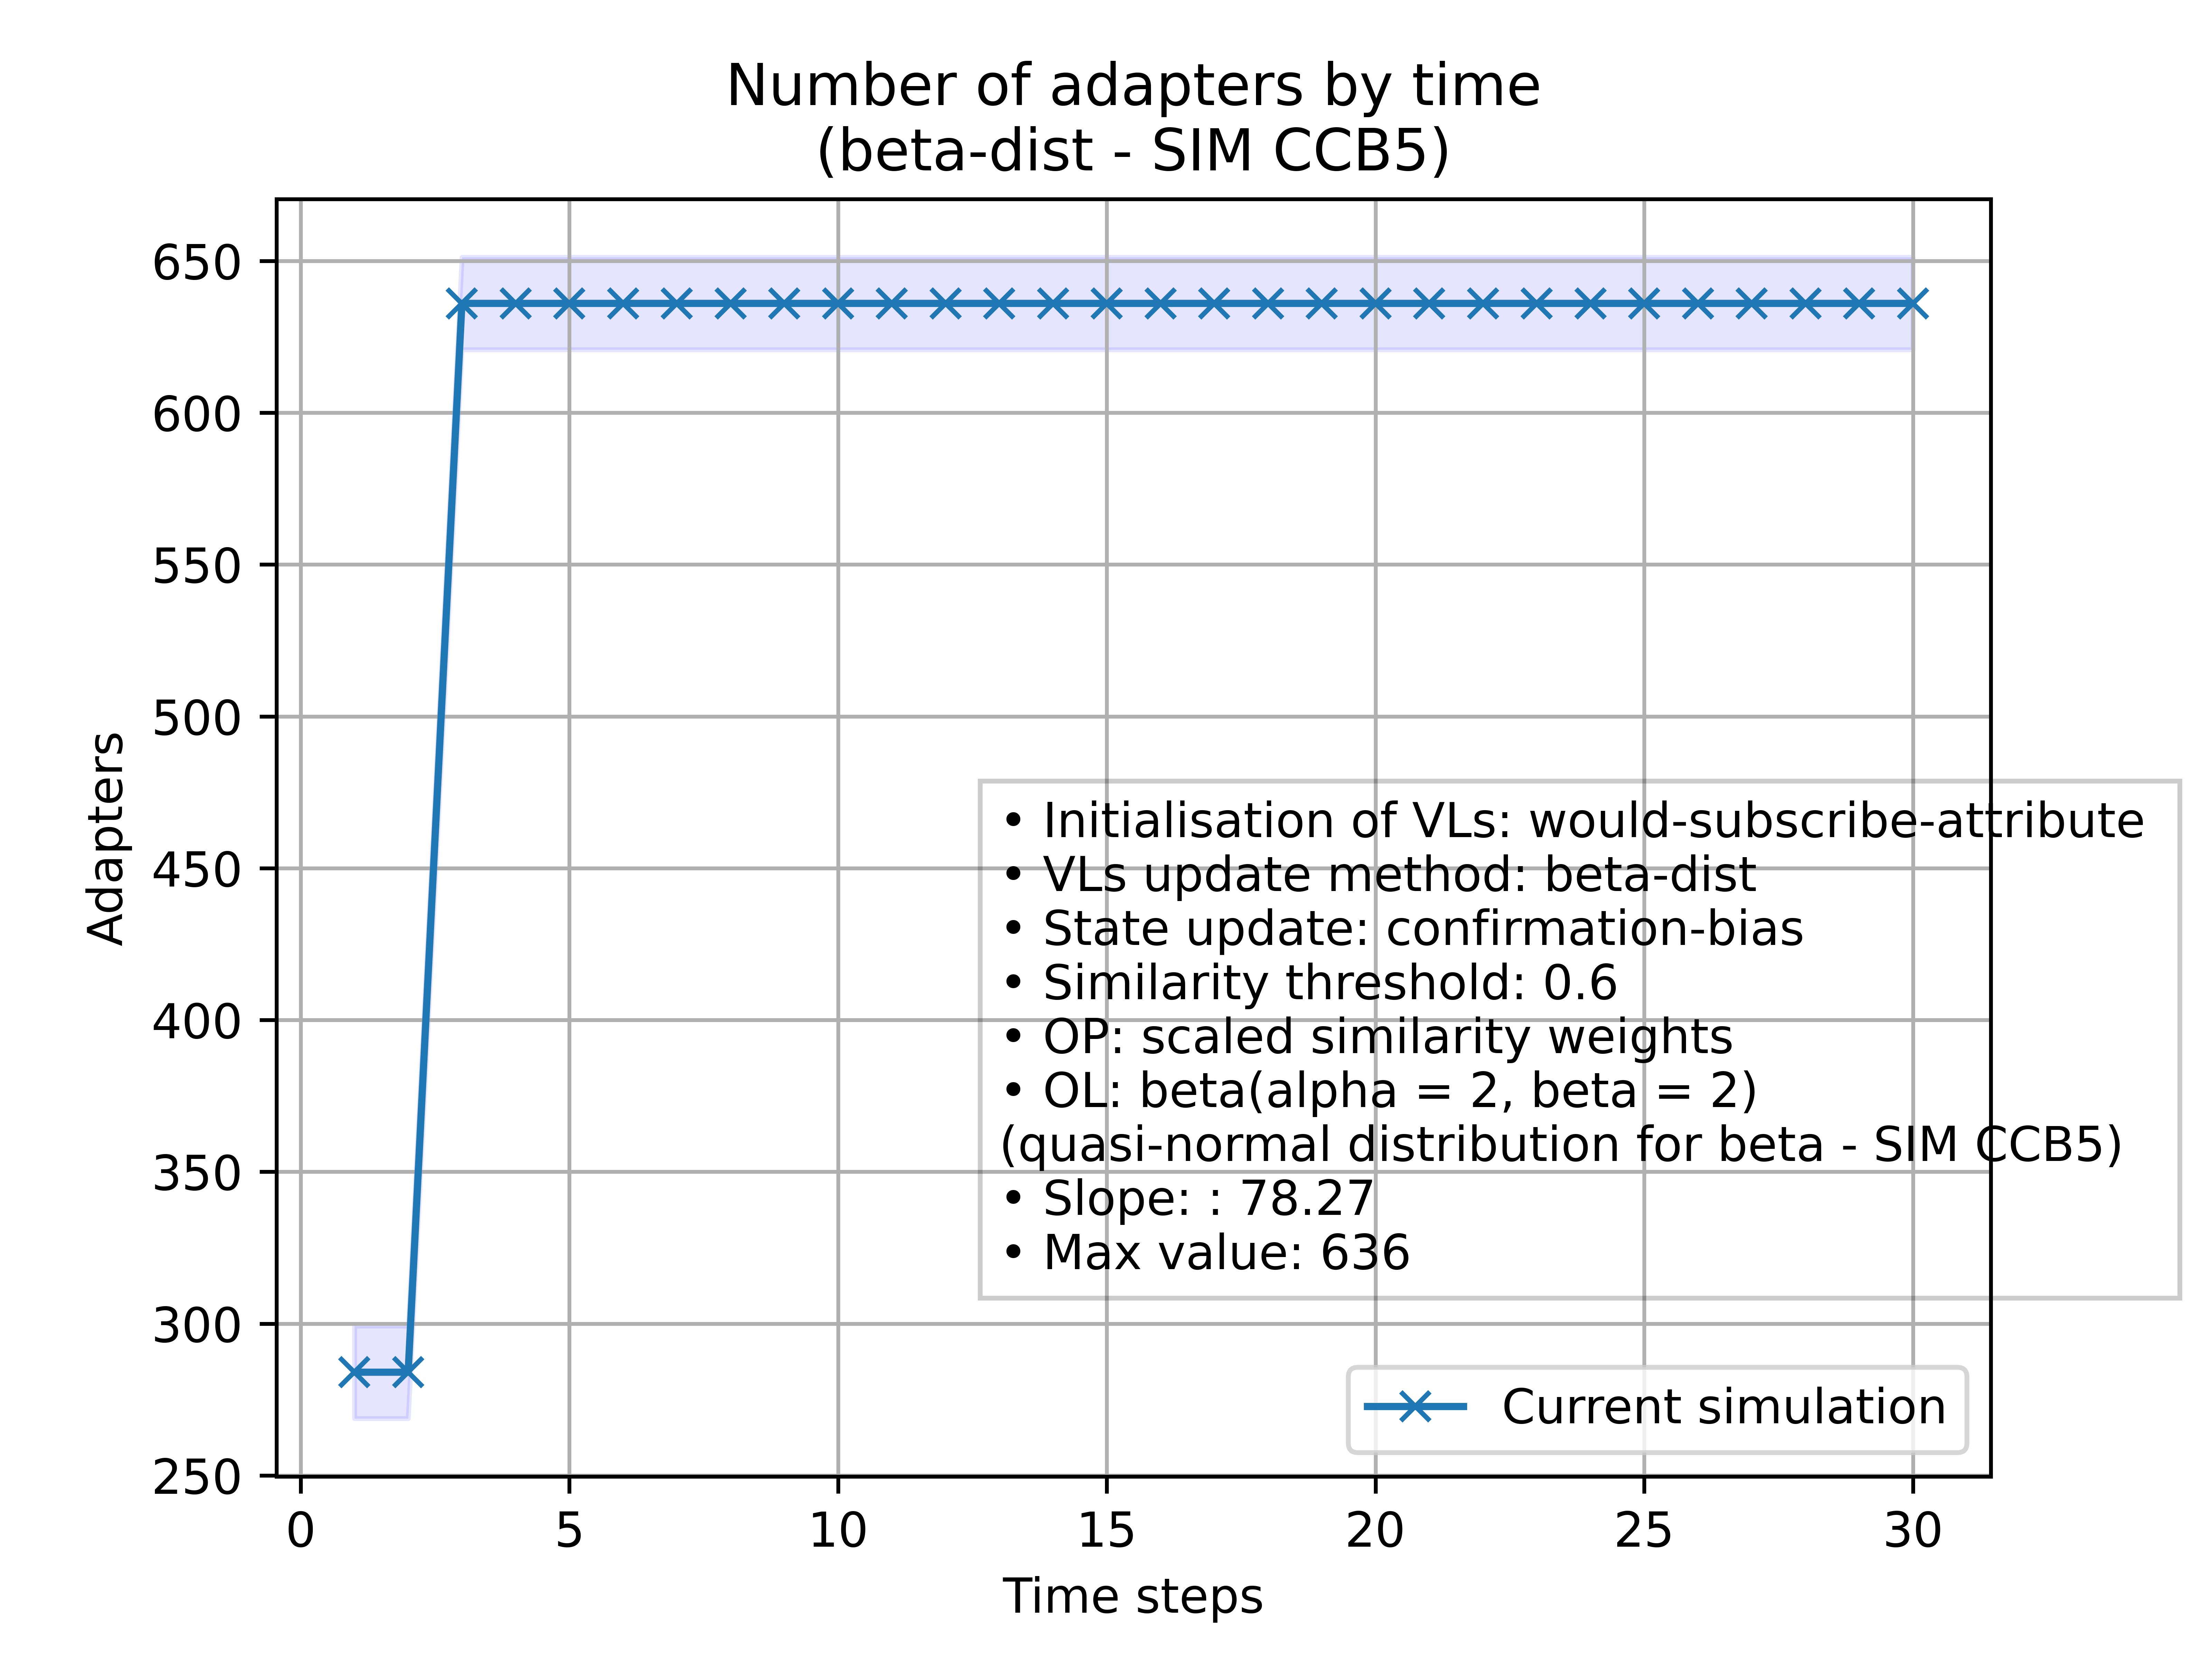 Number of adapters by time
(beta-dist - SIM CCB5)
650
600
550
500
450
400
350
300
250
Adapters
• Initialisation of VLs: would-subscribe-attribute
• VLs update method: beta-dist
• State update: confirmation-bias
• Similarity threshold: 0.6
• OP: scaled similarity weights
• OL: beta(alpha = 2, beta = 2)
(quasi-normal distribution for beta - SIM CCB5)
• Slope: : 78.27
• Max value: 636
Current simulation
0 5 10 15 20 25 30
Time steps